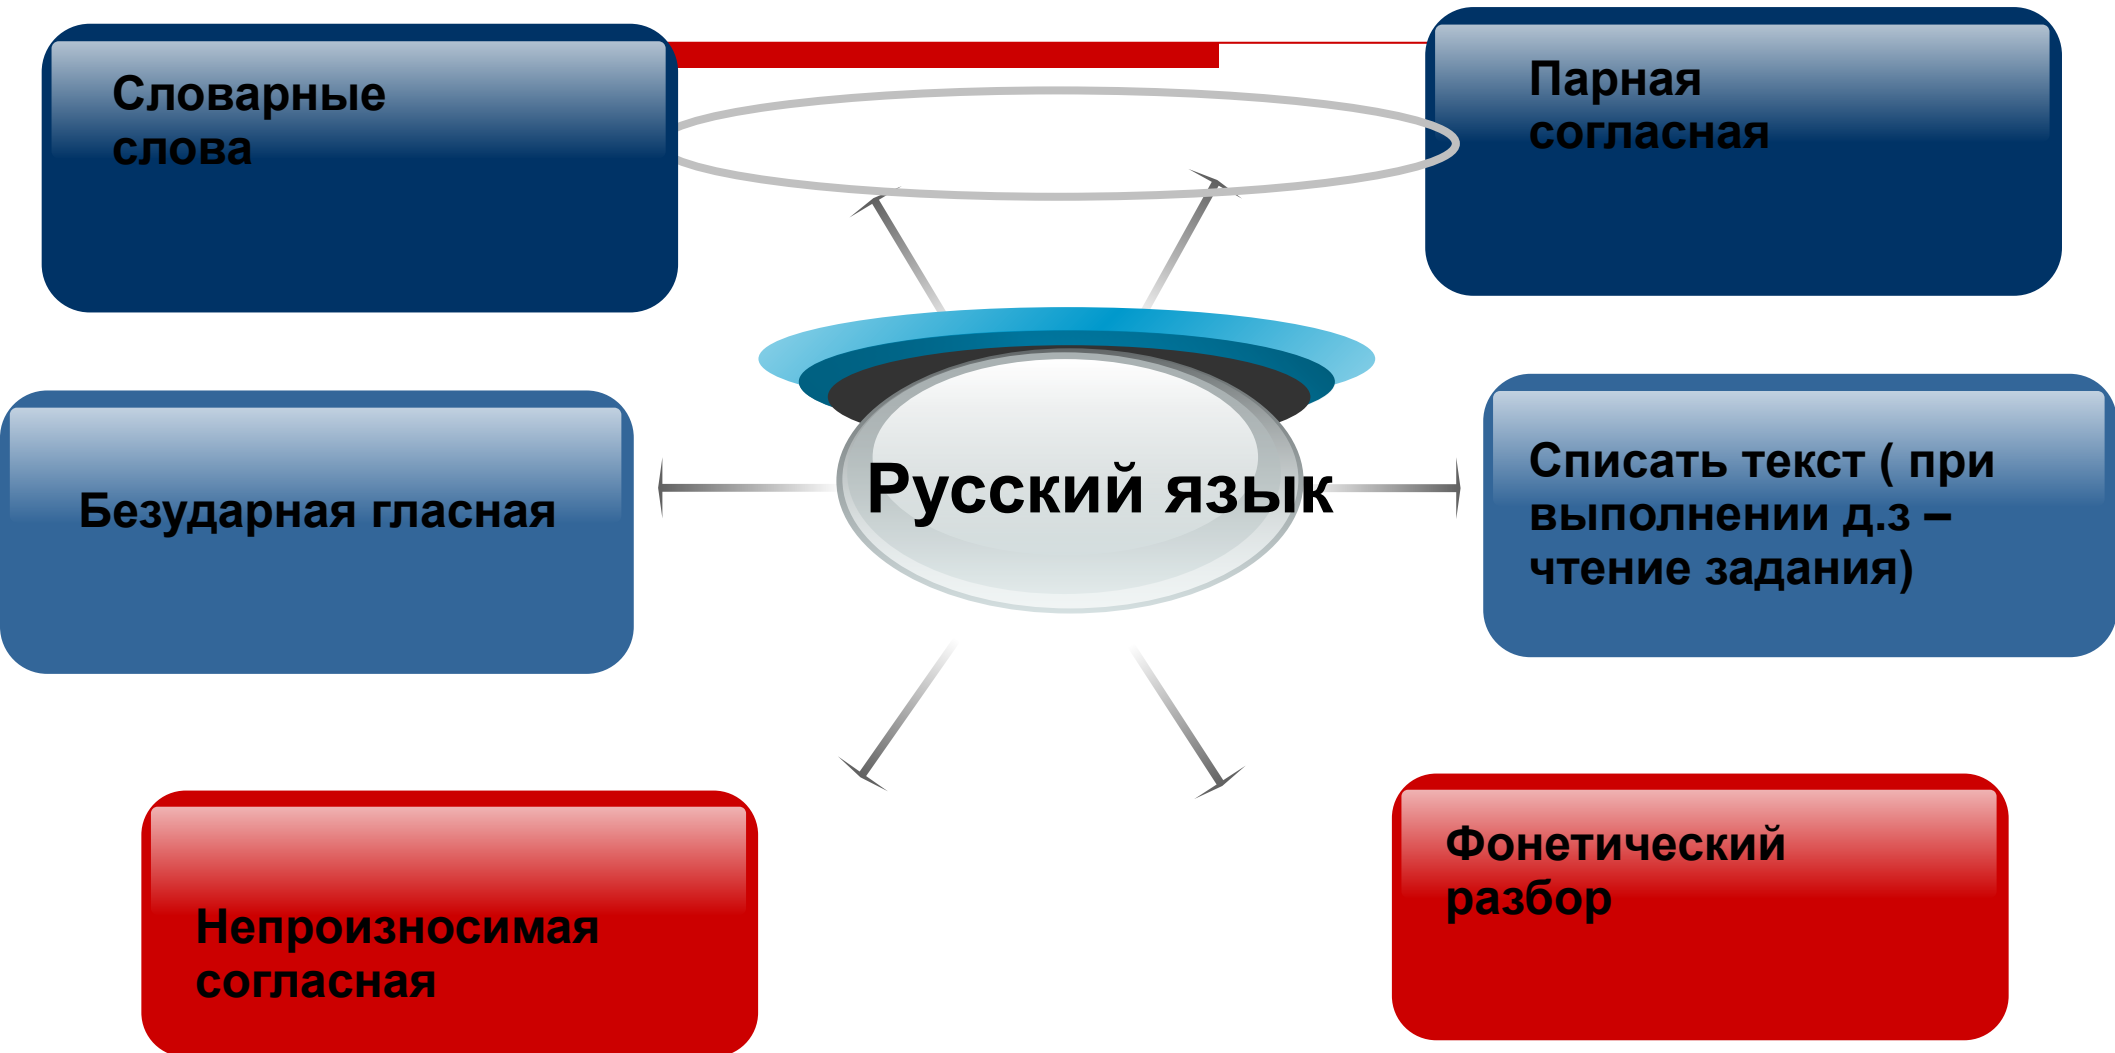 Словарные
слова
Парная
согласная
Безударная гласная
Русский язык
Списать текст ( при
выполнении д.з –
чтение задания)
Непроизносимая
согласная
Фонетический
разбор